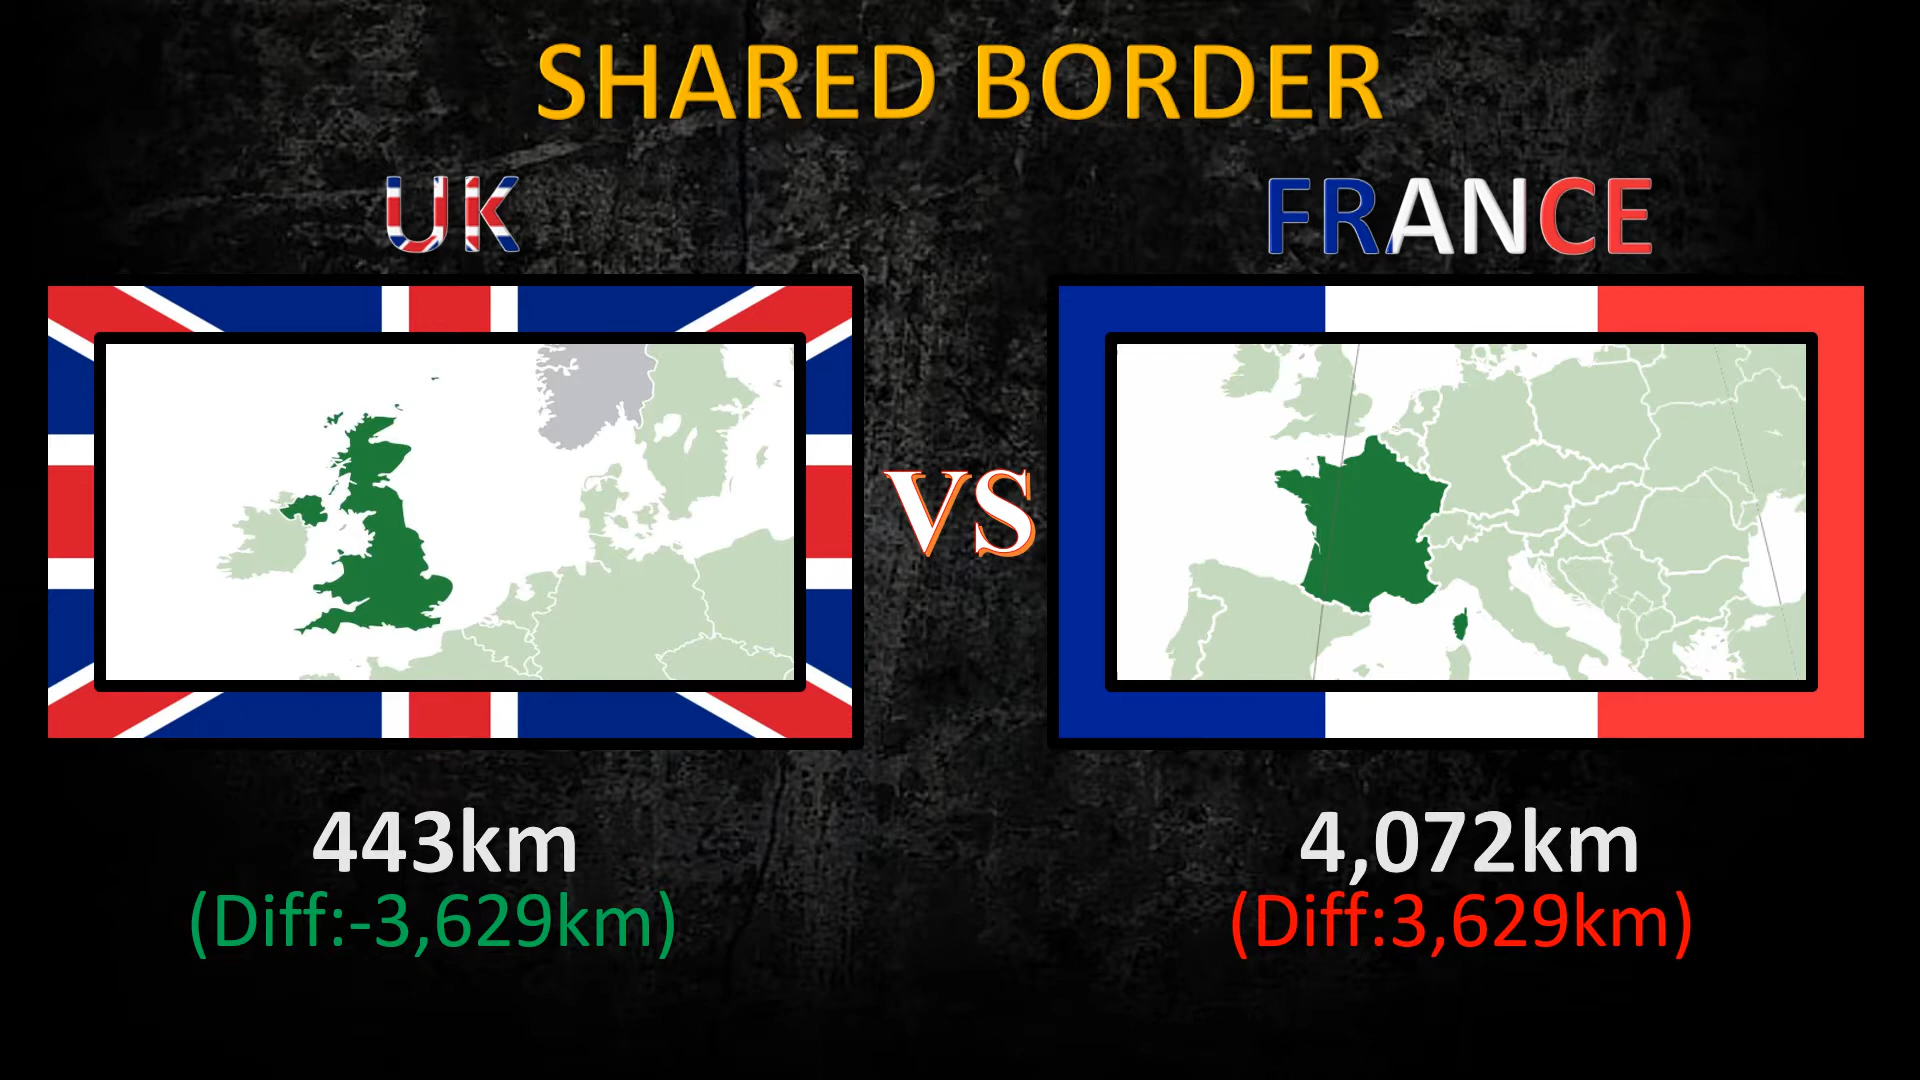 SHARED BORDER
UK
FRANCE
VS
443km
(Diff:-3,629km)
4,072km
(Diff:3,629km)